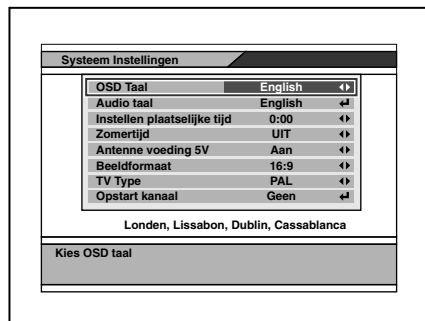 Systeem Instellingen
OSD Taal English
Audio taal English
Instellen plaatselijke tijd 0:00
Zomertijd UIT
Antenne voeding 5V Aan
Beeldformaat 16:9
TV Type PAL
Opstart kanaal Geen
Londen, Lissabon, Dublin, Cassablanca
Kies OSD taal